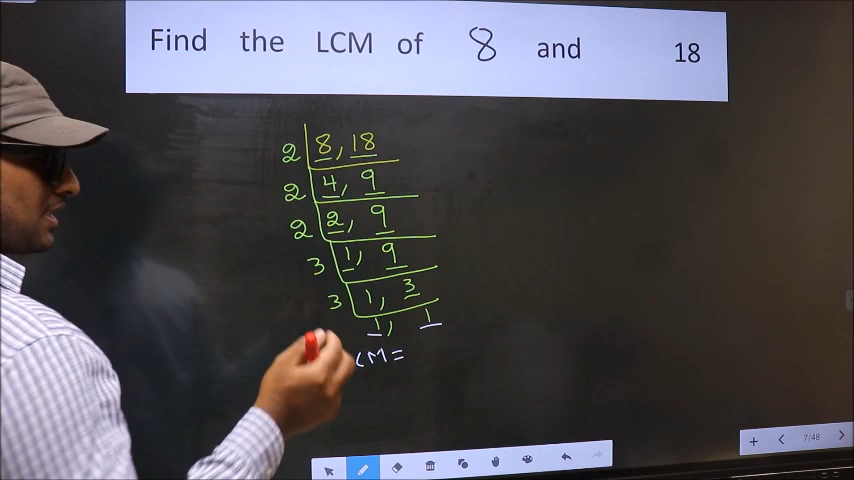 Find the LCM of 8 and 18
2 8, 18
2 4, 9
2 2, 9
3 1, 9
3 1, 3
1, 1
CM =
7/48